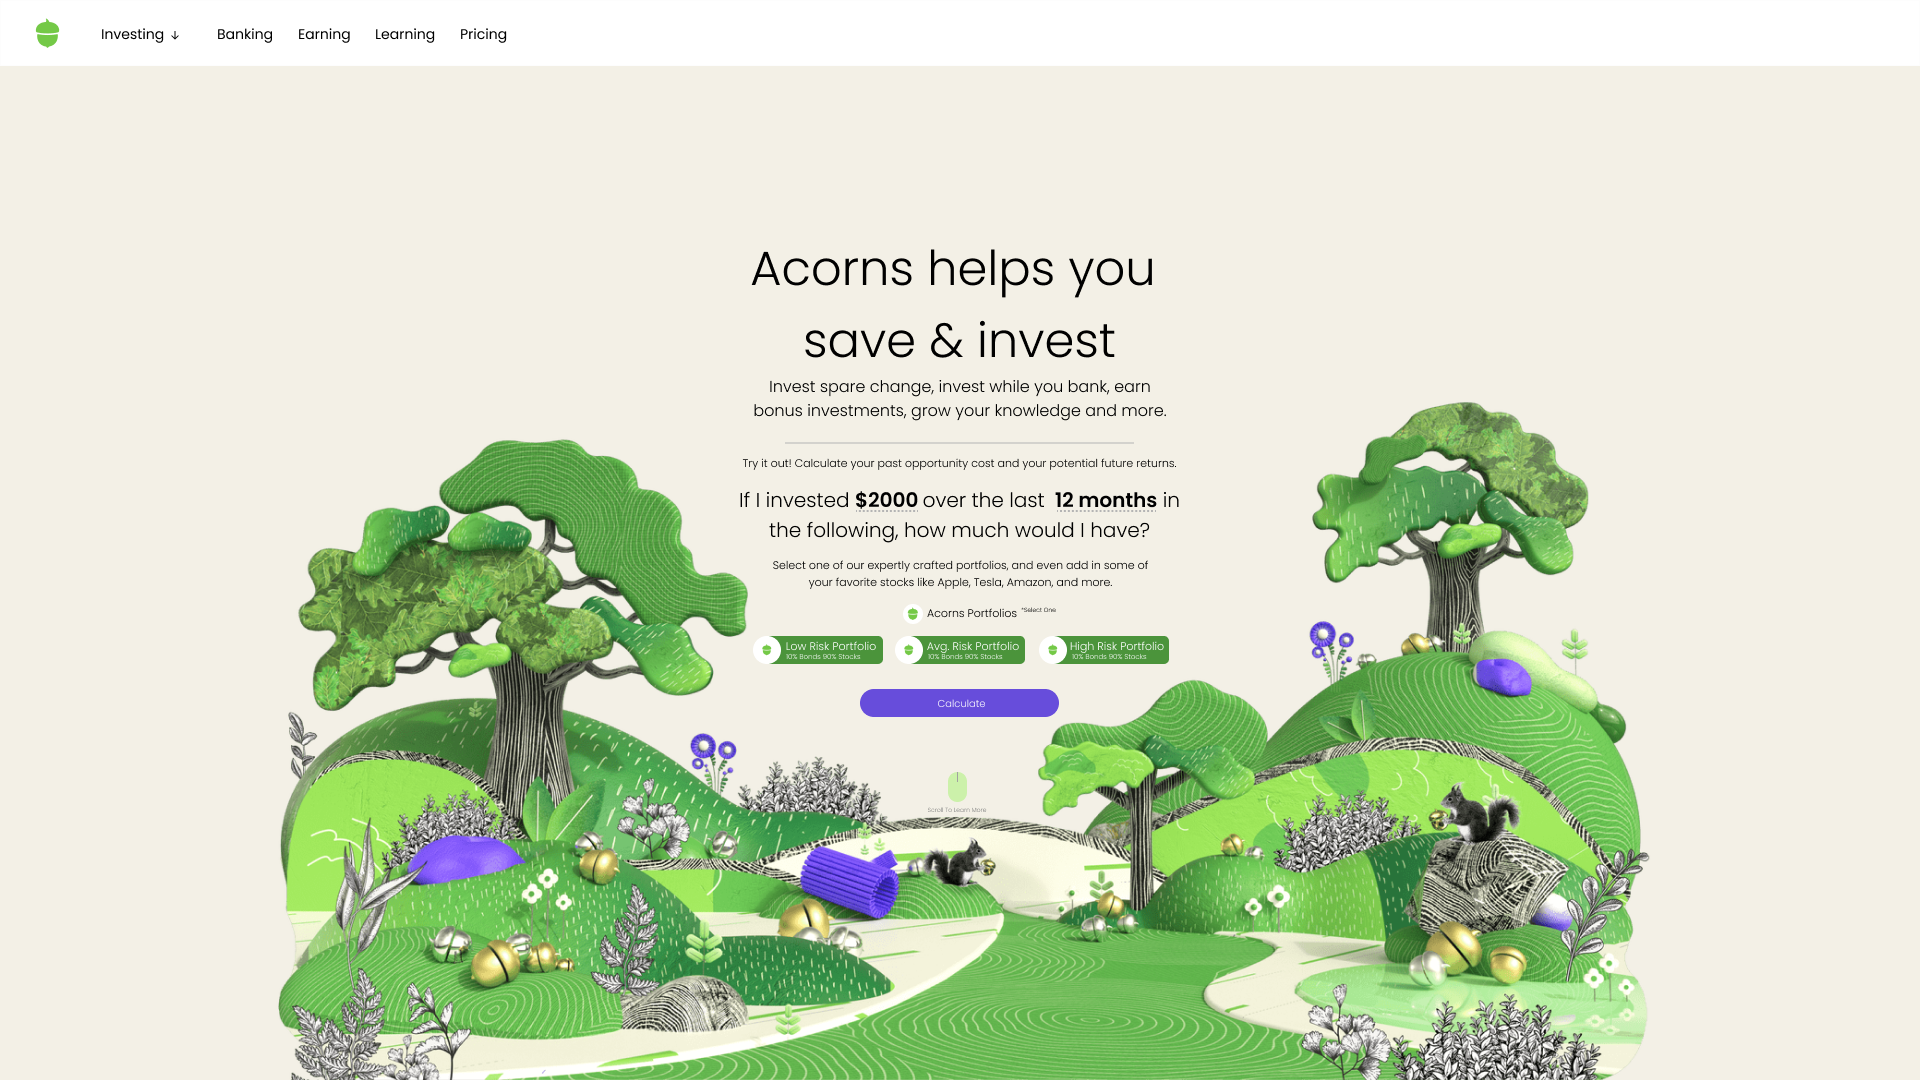 Investing ↓
Banking
Earning
Learning
Pricing
Acorns helps you
save & invest
Invest spare change, invest while you bank, earn
bonus investments, grow your knowledge and more.
Try it out! Calculate your past opportunity cost and your potential future returns.
If I invested $2000 over the last 12 months in
the following, how much would I have?
Select one of our expertly crafted portfolios, and even add in some of
your favorite stocks like Apple, Tesla, Amazon, and more.
Acorns Portfolios *Select One
Low Risk Portfolio
10% Bonds 90% Stocks
Avg. Risk Portfolio
10% Bonds 90% Stocks
High Risk Portfolio
10% Bonds 90% Stocks
Calculate
Scroll To Learn More